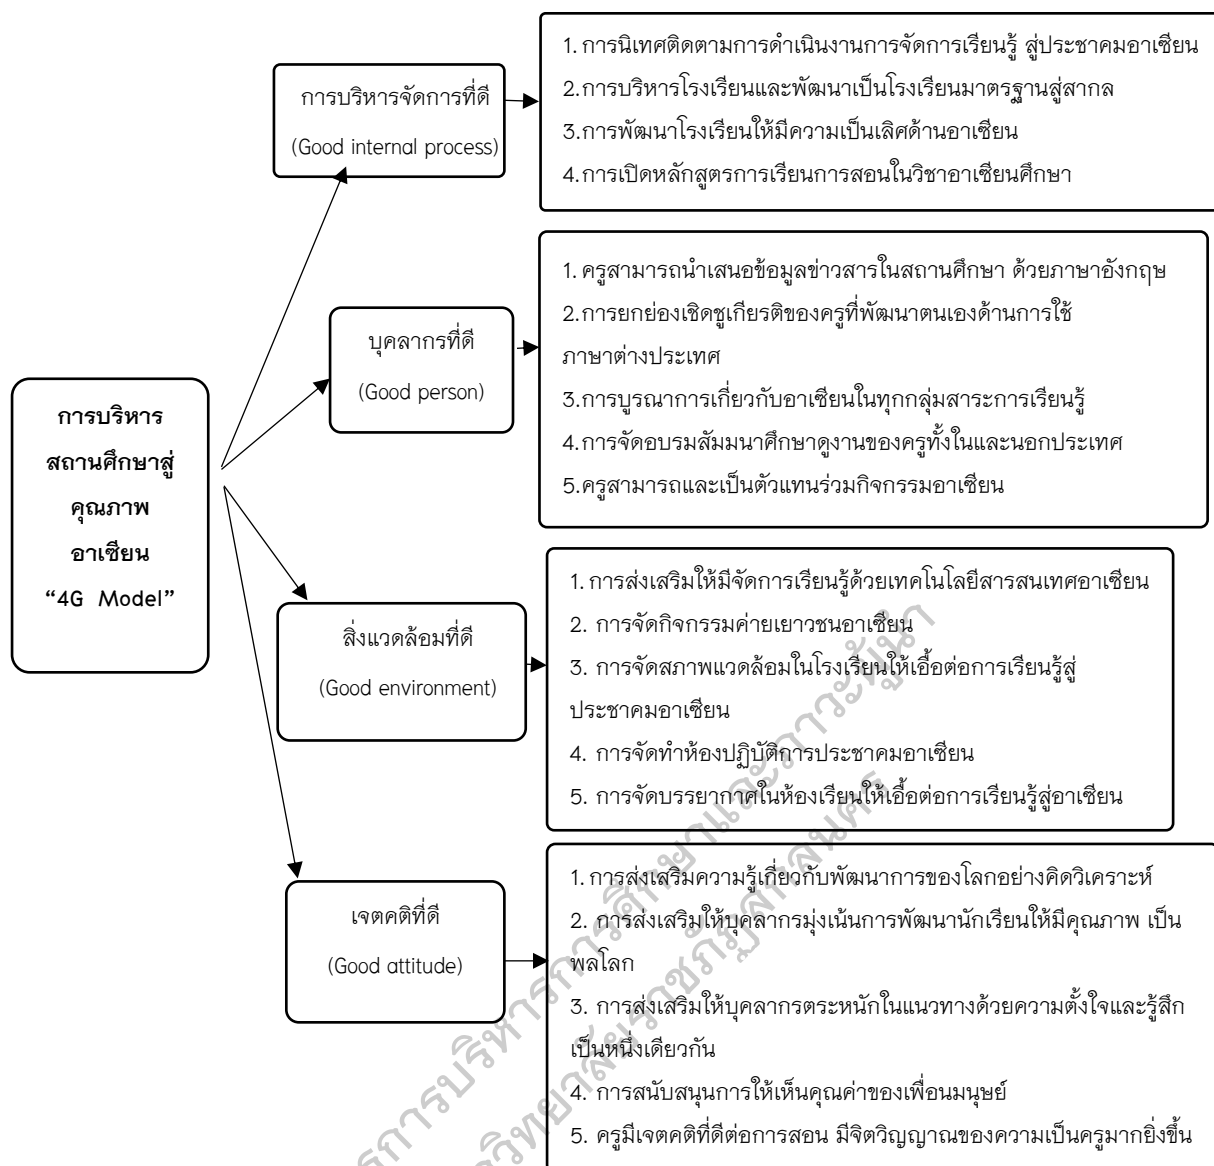 การบริหาร
สถานศึกษาสู่
คุณภาพ
อาเซียน
“4G Model”
การบริหารจัดการที่ดี
(Good internal process)
1. การนิเทศติดตามการดำเนินงานการจัดการเรียนรู้ สู่ประชาคมอาเซียน
2.การบริหารโรงเรียนและพัฒนาเป็นโรงเรียนมาตรฐานสู่สากล
3.การพัฒนาโรงเรียนให้มีความเป็นเลิศด้านอาเซียน
4.การเปิดหลักสูตรการเรียนการสอนในวิชาอาเซียนศึกษา
บุคลากรที่ดี
(Good person)
1. ครูสามารถนำเสนอข้อมูลข่าวสารในสถานศึกษา ด้วยภาษาอังกฤษ
2.การยกย่องเชิดชูเกียรติของครูที่พัฒนาตนเองด้านการใช้
ภาษาต่างประเทศ
3.การบูรณาการเกี่ยวกับอาเซียนในทุกกลุ่มสาระการเรียนรู้
4.การจัดอบรมสัมมนาศึกษาดูงานของครูทั้งในและนอกประเทศ
5.ครูสามารถและเป็นตัวแทนร่วมกิจกรรมอาเซียน
สิ่งแวดล้อมที่ดี
(Good environment)
1. การส่งเสริมให้มีจัดการเรียนรู้ด้วยเทคโนโลยีสารสนเทศอาเซียน
2. การจัดกิจกรรมค่ายเยาวชนอาเซียน
3. การจัดสภาพแวดล้อมในโรงเรียนให้เอื้อต่อการเรียนรู้สู่
ประชาคมอาเซียน
4. การจัดทำห้องปฏิบัติการประชาคมอาเซียน
5. การจัดบรรยากาศในห้องเรียนให้เอื้อต่อการเรียนรู้สู่อาเซียน
เจตคติที่ดี
(Good attitude)
1. การส่งเสริมความรู้เกี่ยวกับพัฒนาการของโลกอย่างคิดวิเคราะห์
2. การส่งเสริมให้บุคลากรมุ่งเน้นการพัฒนานักเรียนให้มีคุณภาพ เป็น
พลโลก
3. การส่งเสริมให้บุคลากรตระหนักในแนวทางด้วยความตั้งใจและรู้สึก
เป็นหนึ่งเดียวกัน
4. การสนับสนุนการให้เห็นคุณค่าของเพื่อนมนุษย์
5. ครูมีเจตคติที่ดีต่อการสอน มีจิตวิญญาณของความเป็นครูมากยิ่งขึ้น
การบริหารการศึกษาและภาวะผู้นำ
วิทยาลัยราชภัฏสกลนคร